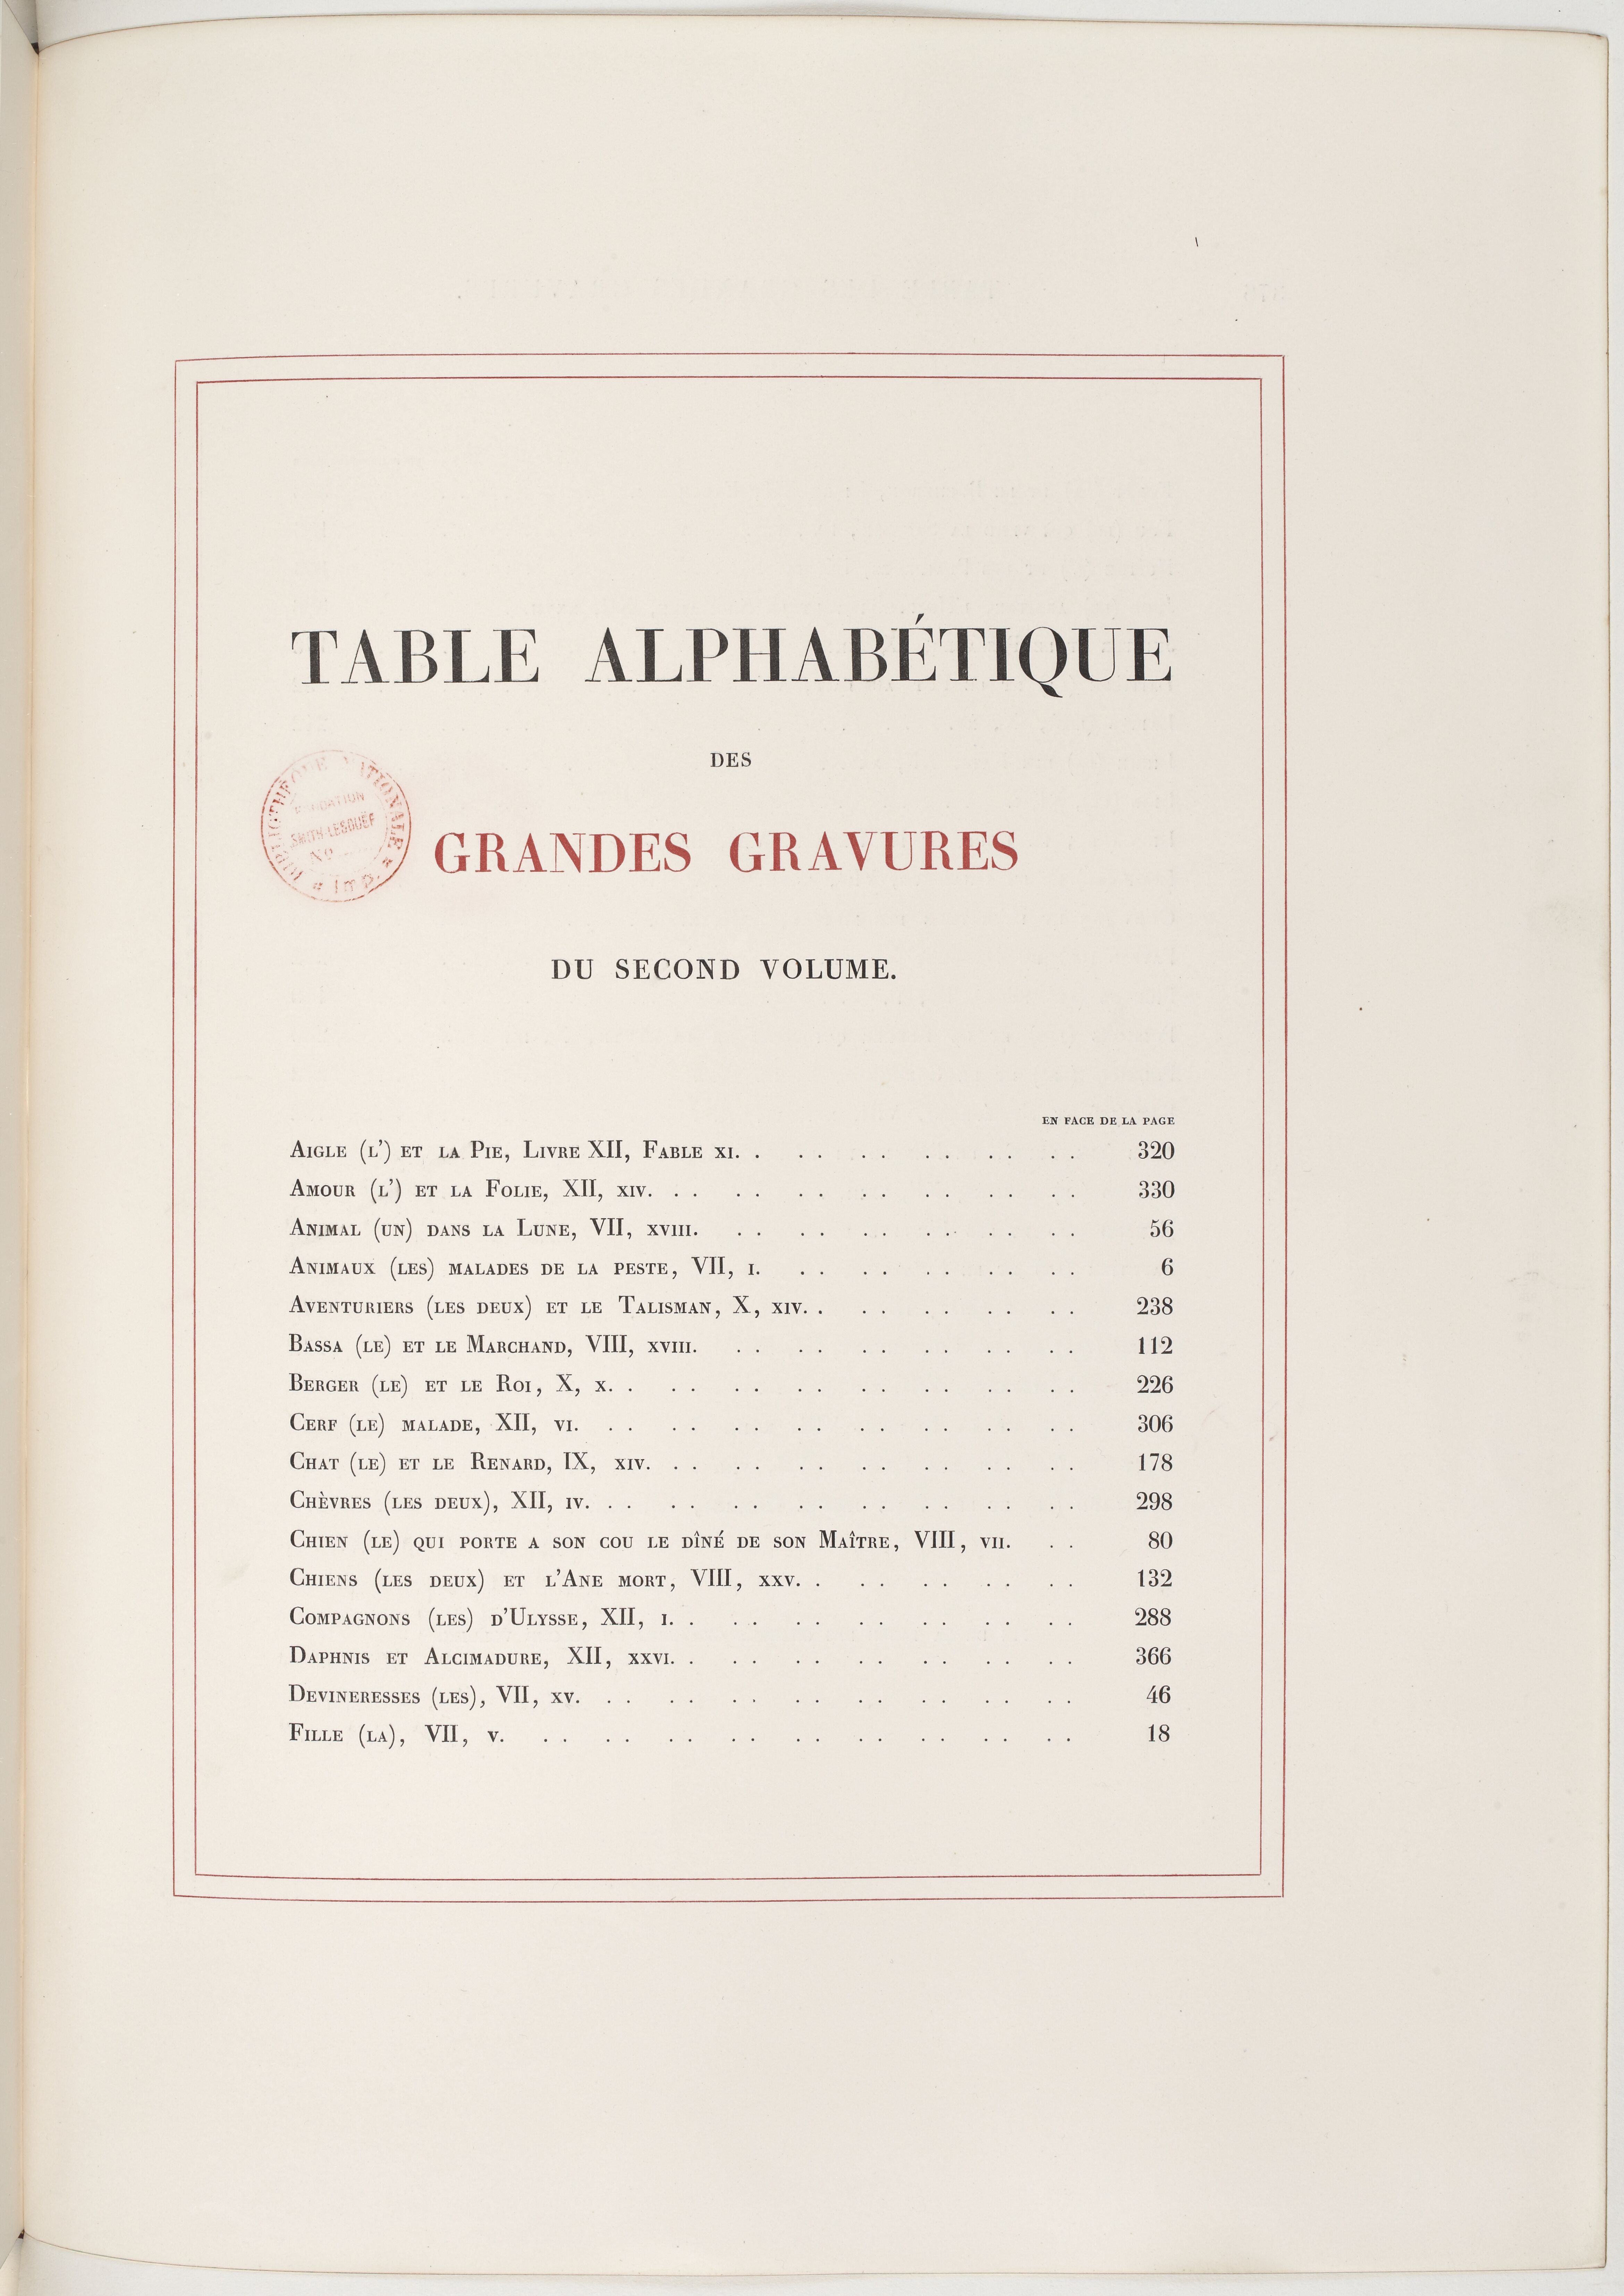 TABLE ALPHABÉTIQUE
DES
BIBLIOTHÈQUE NATIONALE
FONDATION
SMITH-LESOUËF
No
* Imp. *
GRANDES GRAVURES
DU SECOND VOLUME.
EN FACE DE LA PAGE
AIGLE (L') ET LA PIE, LIVRE XII, FABLE XI. . . . . . . . . . . . 320
AMOUR (L') ET LA FOLIE, XII, XIV. . . . . . . . . . . . . . . 330
ANIMAL (UN) DANS LA LUNE, VII, XVIII. . . . . . . . . . . . . 56
ANIMAUX (LES) MALADES DE LA PESTE, VII, I. . . . . . . . . . . 6
AVENTURIERS (LES DEUX) ET LE TALISMAN, X, XIV. . . . . . . . . . 238
BASSA (LE) ET LE MARCHAND, VIII, XVIII. . . . . . . . . . . . . 112
BERGER (LE) ET LE ROI, X, X. . . . . . . . . . . . . . . . 226
CERF (LE) MALADE, XII, VI. . . . . . . . . . . . . . . . . 306
CHAT (LE) ET LE RENARD, IX, XIV. . . . . . . . . . . . . . . 178
CHÈVRES (LES DEUX), XII, IV. . . . . . . . . . . . . . . . . 298
CHIEN (LE) QUI PORTE A SON COU LE DÎNÉ DE SON MAÎTRE, VIII, VII. . . 80
CHIENS (LES DEUX) ET L'ANE MORT, VIII, XXV. . . . . . . . . . 132
COMPAGNONS (LES) D'ULYSSE, XII, I. . . . . . . . . . . . . . 288
DAPHNIS ET ALCIMADURE, XII, XXVI. . . . . . . . . . . . . . 366
DEVINERESSES (LES), VII, XV. . . . . . . . . . . . . . . . . 46
FILLE (LA), VII, V. . . . . . . . . . . . . . . . . . . 18